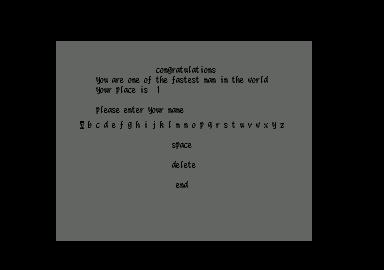 congratulations
You are one of the fastest man in the world
Your Place is 1
Please enter Your name
a b c d e f g h i j k l m n o p q r s t u v w x y z
space
delete
end